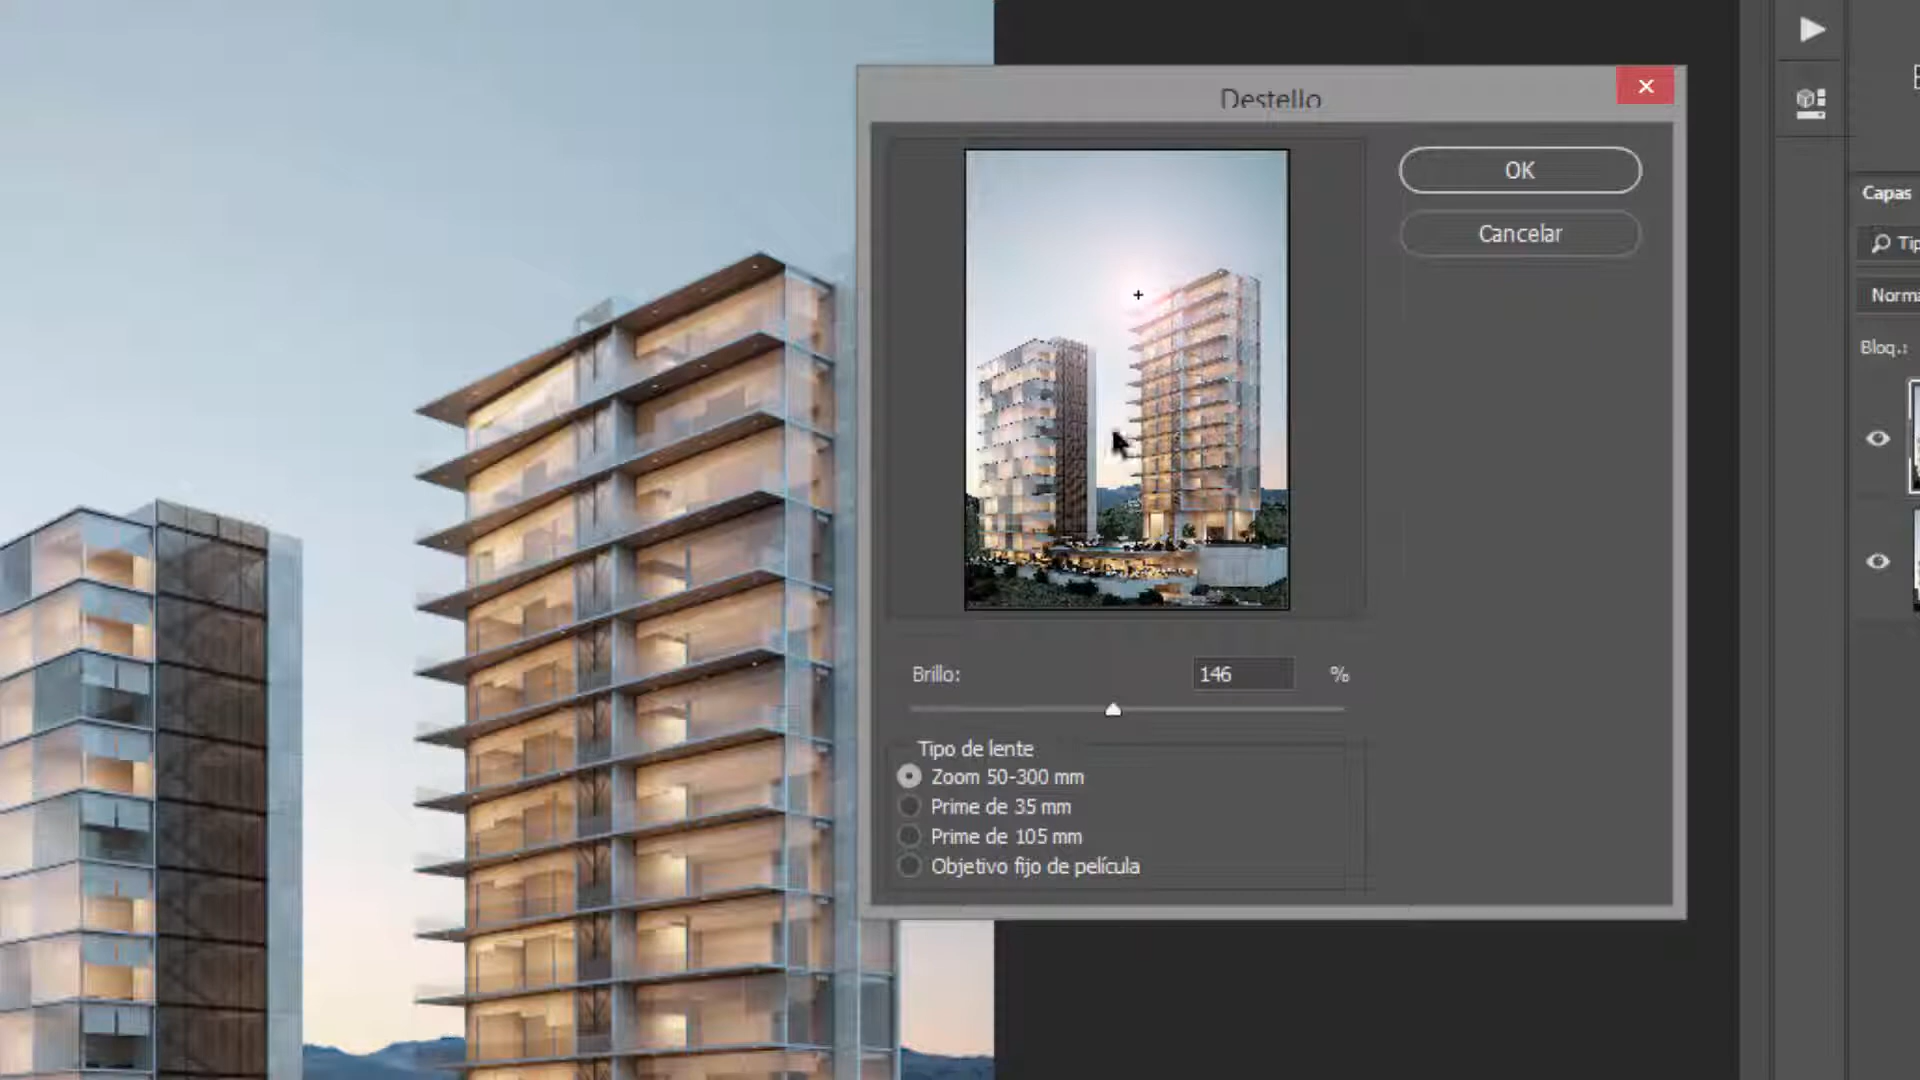 Destello
OK
Cancelar
Capas
Bloq.:
Brillo:
146
%
Tipo de lente
Zoom 50-300 mm
Prime de 35 mm
Prime de 105 mm
Objetivo fijo de película